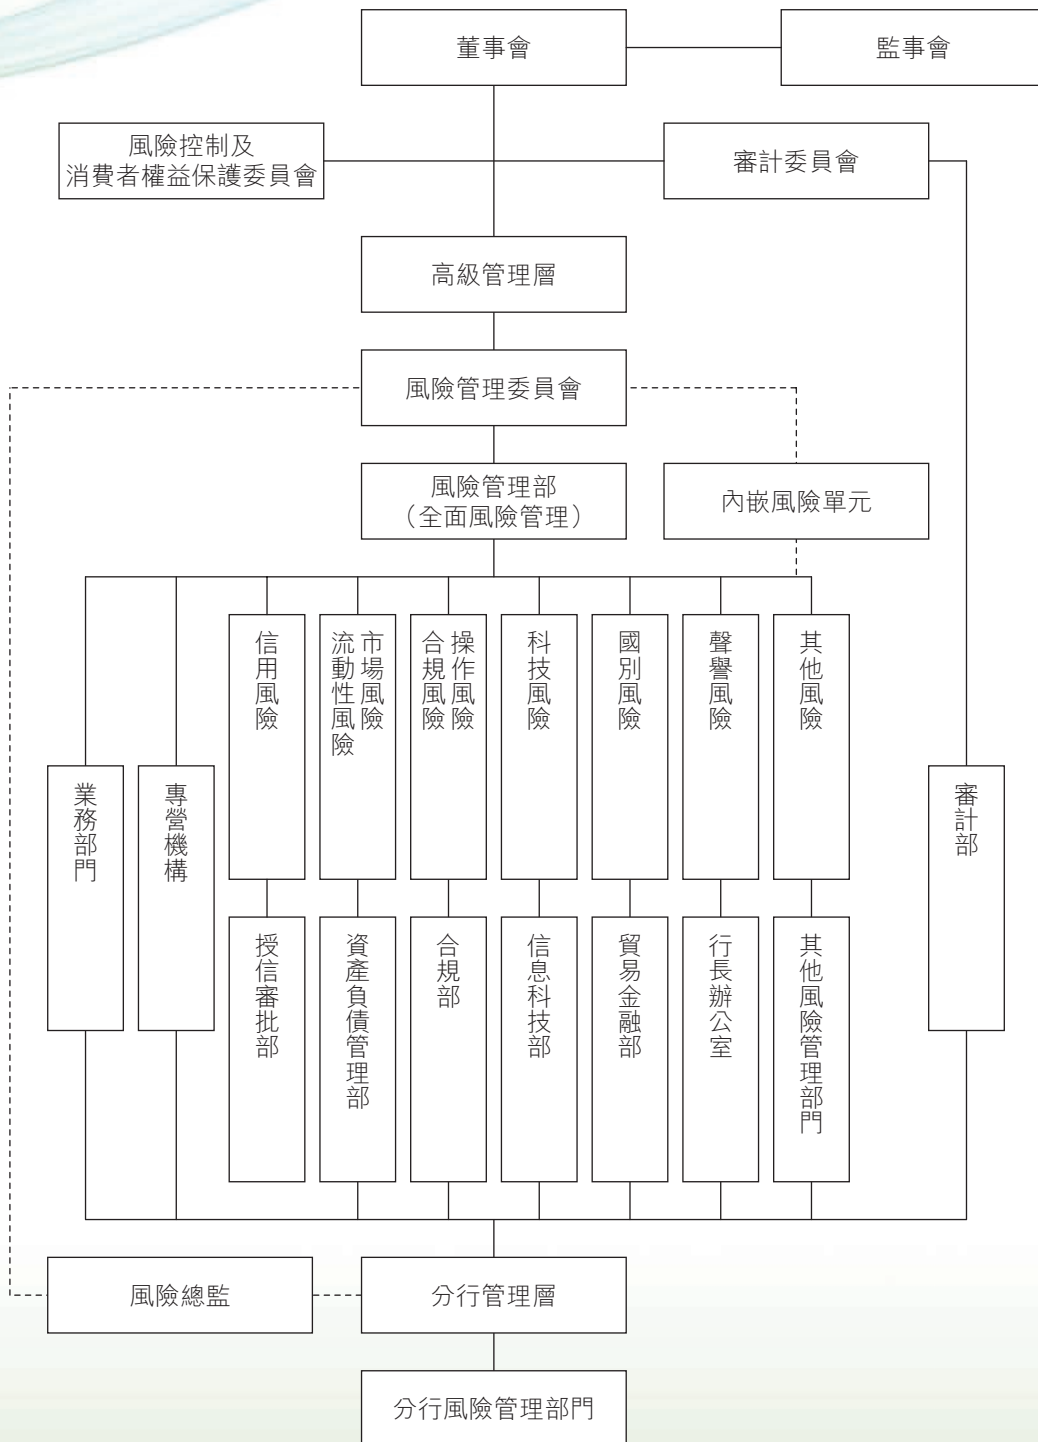 董事會
監事會
風險控制及
消費者權益保護委員會
審計委員會
高級管理層
風險管理委員會
風險管理部
（全面風險管理）
內嵌風險單元
信用風險
市場風險
流動性風險
操作風險
合規風險
科技風險
國別風險
聲譽風險
其他風險
業務部門
專營機構
審計部
授信審批部
資產負債管理部
合規部
信息科技部
貿易金融部
行長辦公室
其他風險管理部門
風險總監
分行管理層
分行風險管理部門